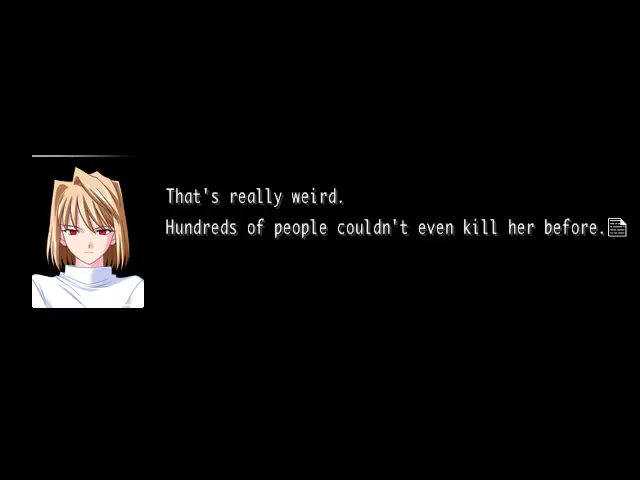 That's really weird.
Hundreds of people couldn't even kill her before.